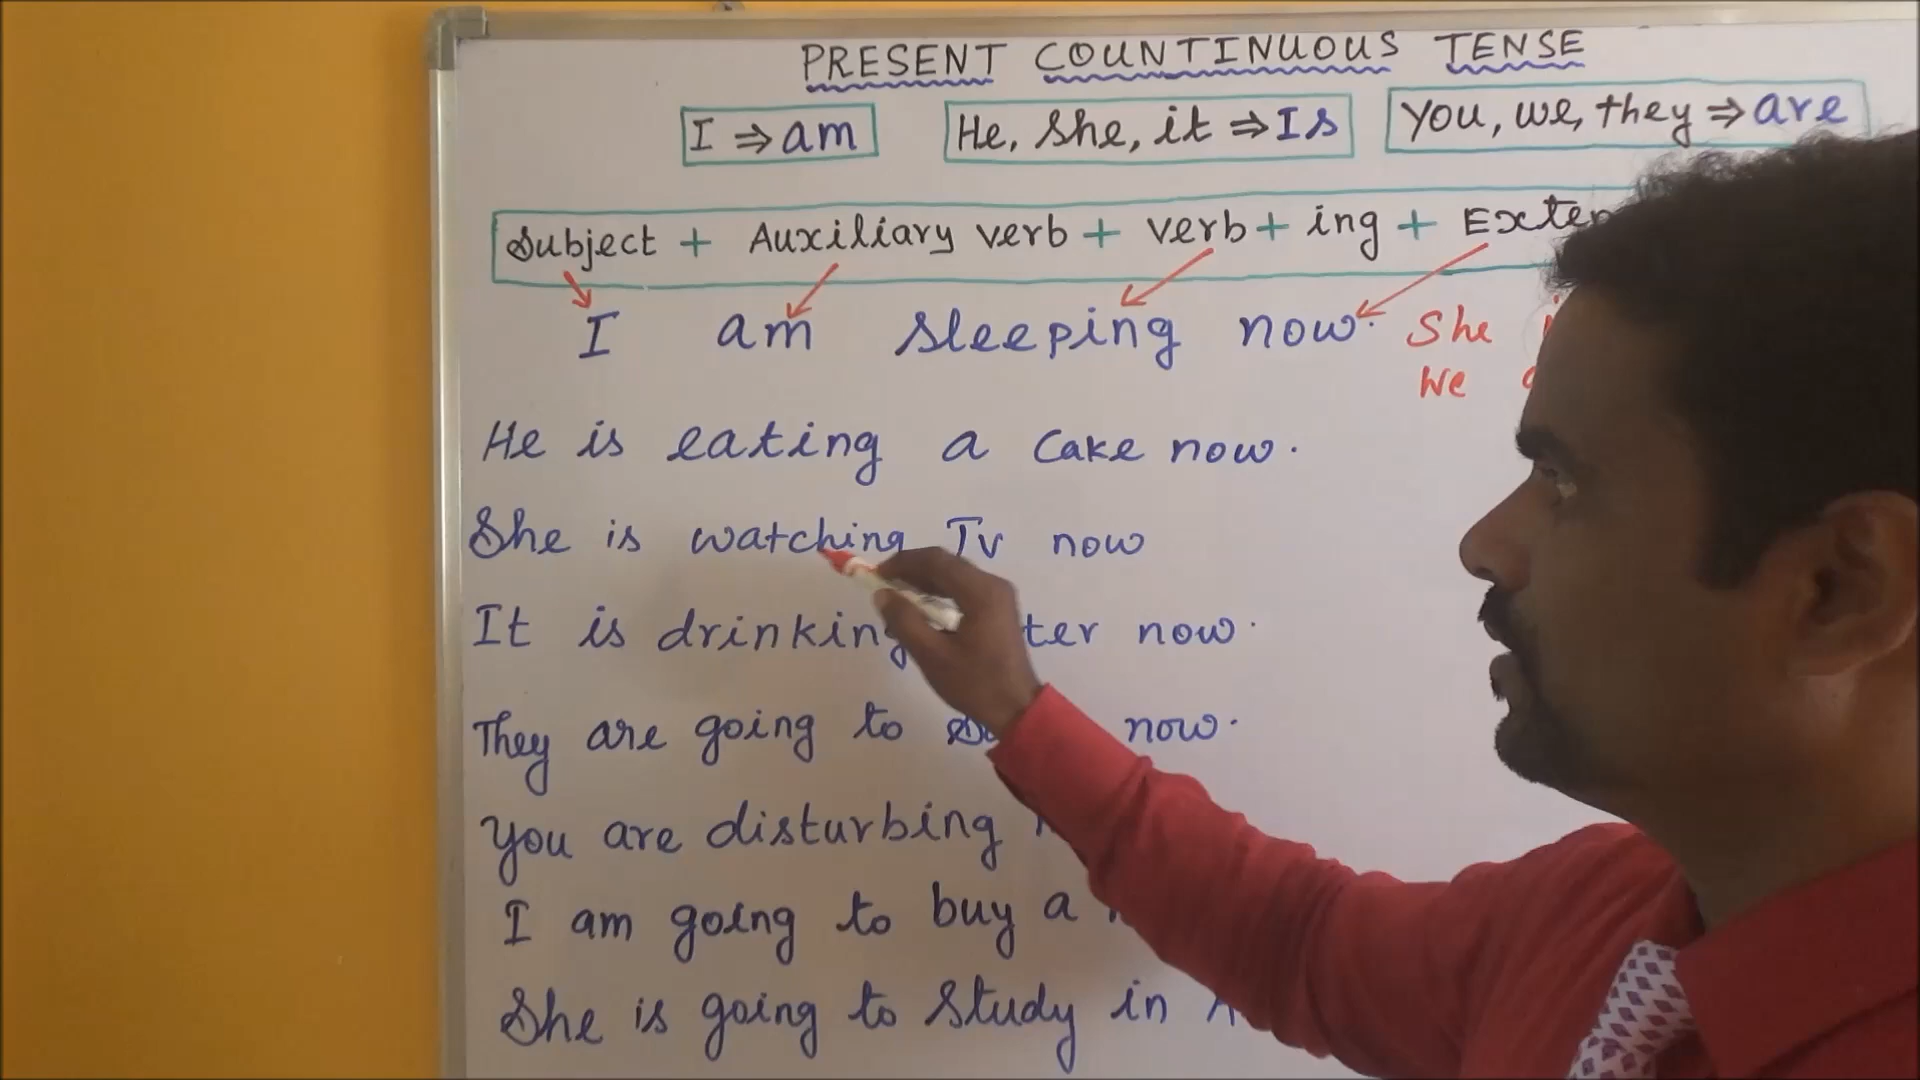 PRESENT COUNTINUOUS TENSE
I ⇒ am
He, She, it ⇒ Is
You, we, they ⇒ are
Subject + Auxiliary verb + verb + ing +
I am sleeping now.
She
We
He is eating a cake now.
She is watching Tv now
It is drinking now.
They are going to now.
You are disturbing
I am going to buy a
She is going to study in